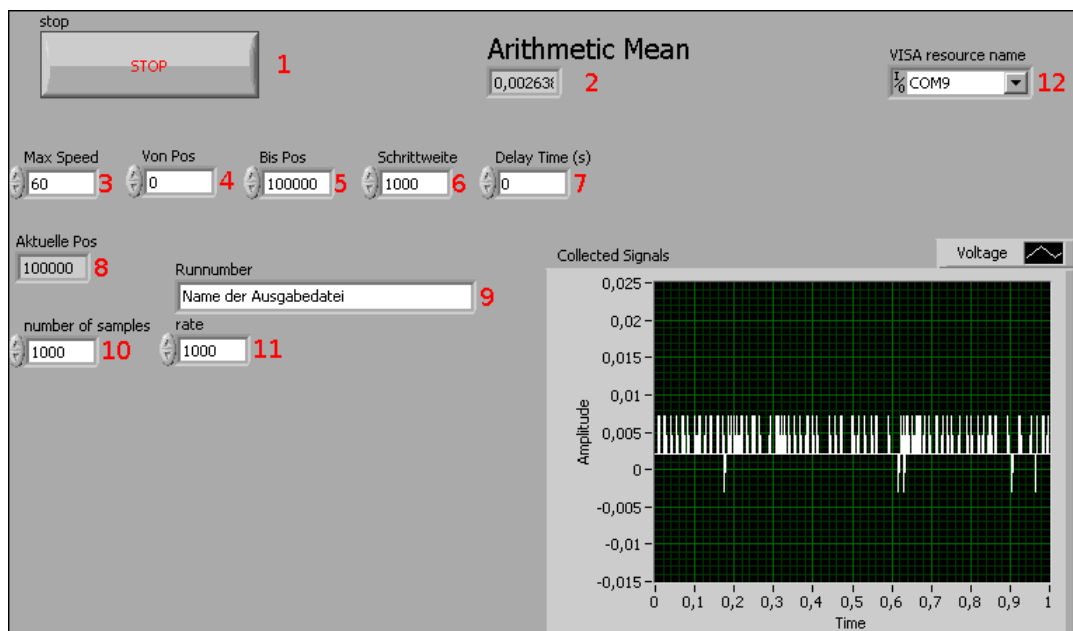 stop
STOP 1
Arithmetic Mean
0,002638 2
VISA resource name
COM9 12
Max Speed Von Pos Bis Pos Schrittweite Delay Time (s)
60 3 0 4 100000 5 1000 6 0 7
Aktuelle Pos
100000 8
Runnumber
Name der Ausgabedatei 9
number of samples rate
1000 10 1000 11
Collected Signals Voltage
0,025
0,02
0,015
0,01
0,005
0
-0,005
-0,01
-0,015
Amplitude
0 0,1 0,2 0,3 0,4 0,5 0,6 0,7 0,8 0,9 1
Time